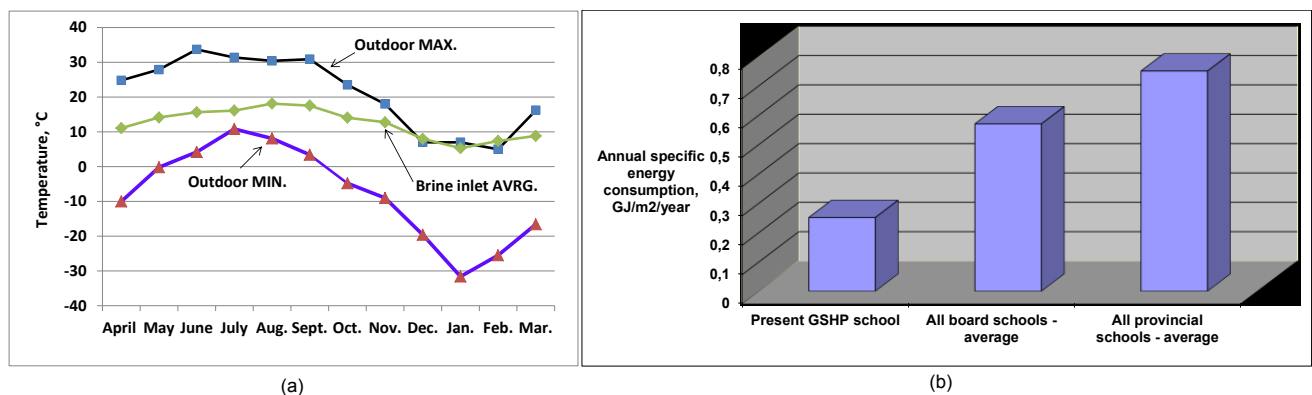 40
30
20
10
0
-10
-20
-30
-40
Temperature, °C
Outdoor MAX.
Outdoor MIN.
Brine inlet AVRG.
April May June July Aug. Sept. Oct. Nov. Dec. Jan. Feb. Mar.
(a)
0,8
0,7
0,6
0,5
0,4
0,3
0,2
0,1
0
Annual specific
energy
consumption,
GJ/m2/year
Present GSHP school
All board schools -
average
All provincial
schools - average
(b)